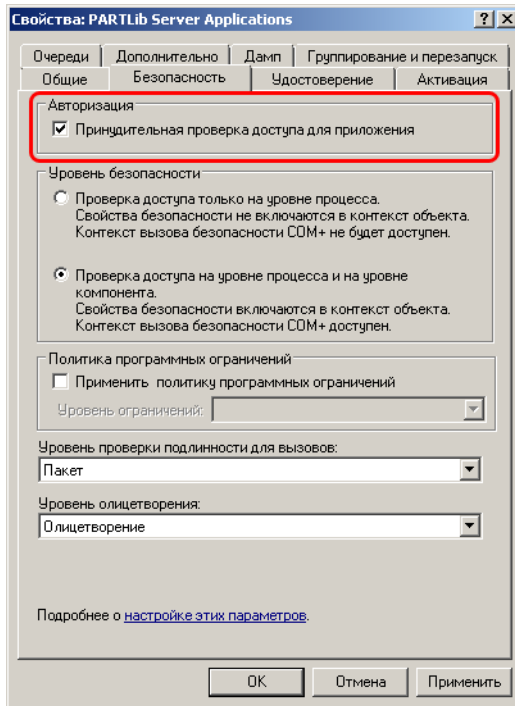 Свойства: PARTLib Server Applications
Очереди Дополнительно Дамп Группирование и перезапуск
Общие Безопасность Удостоверение Активация
Авторизация
Принудительная проверка доступа для приложения
Уровень безопасности
Проверка доступа только на уровне процесса.
Свойства безопасности не включаются в контекст объекта.
Контекст вызова безопасности COM+ не будет доступен.
Проверка доступа на уровне процесса и на уровне
компонента.
Свойства безопасности включаются в контекст объекта.
Контекст вызова безопасности COM+ доступен.
Политика программных ограничений
Применить политику программных ограничений
Уровень ограничений:
Уровень проверки подлинности для вызовов:
Пакет
Уровень олицетворения:
Олицетворение
Подробнее о настройке этих параметров.
OK Отмена Применить